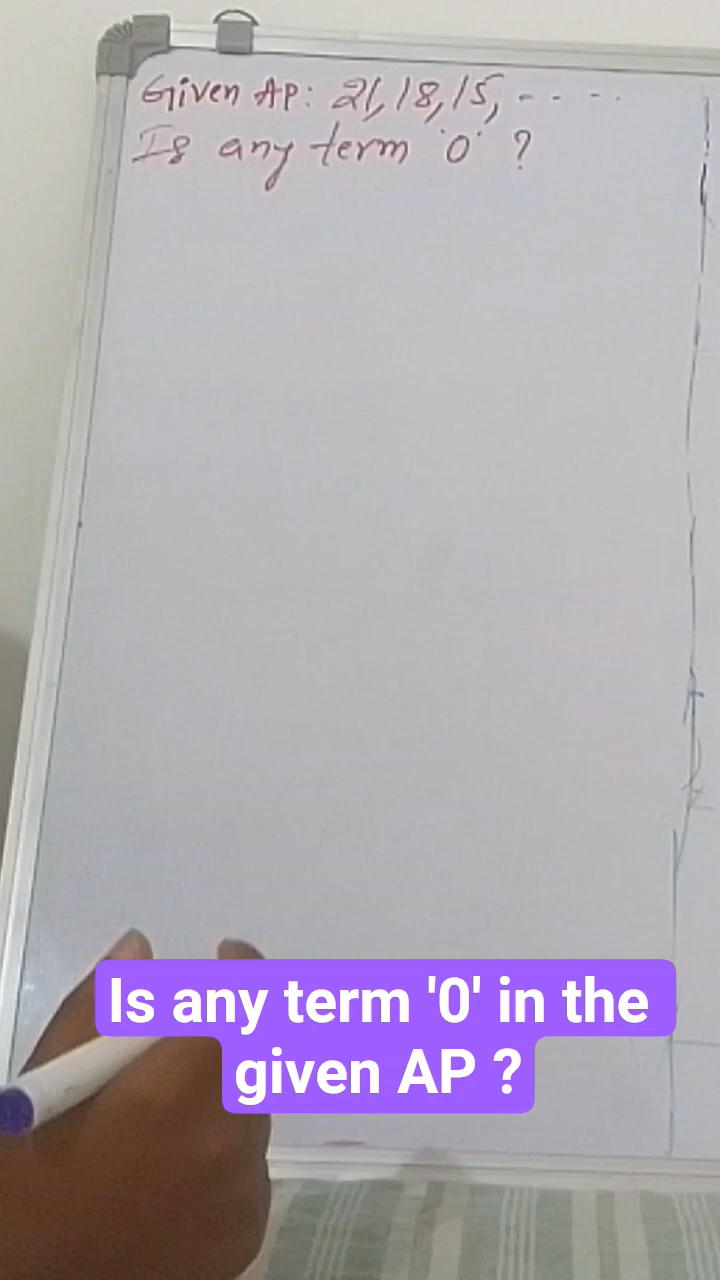 Given AP: 21, 18, 15, - - - -.
Is any term '0' ?
Is any term '0' in the
given AP ?